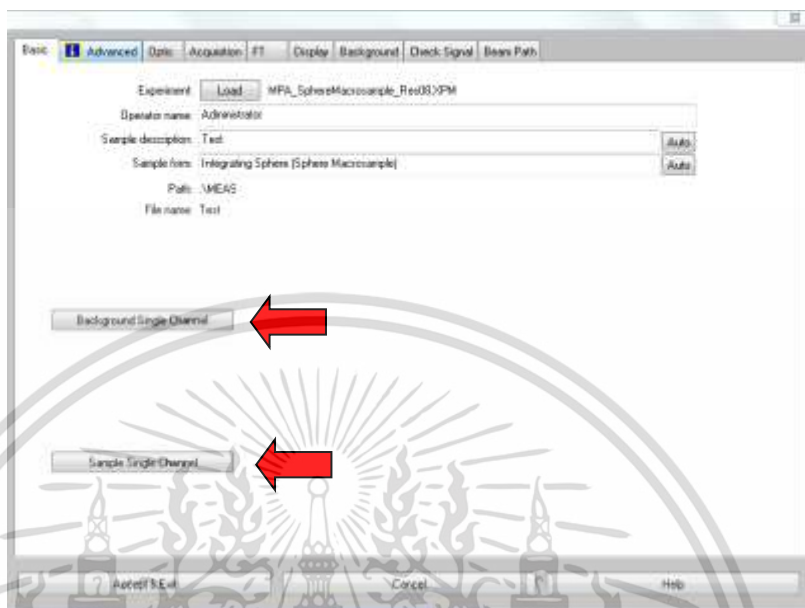 Basic Advanced Optic Acquisition FT Display Background Check Signal Beam Path
Experiment: Load MPA_SphereMacrosample_Res08.XPM
Operator name: Administrator
Sample description: Test Auto
Sample form: Integrating Sphere (Sphere Macrosample) Auto
Path: .\MEAS
File name: Test
Background Single Channel
Sample Single Channel
Accept & Exit Cancel Help